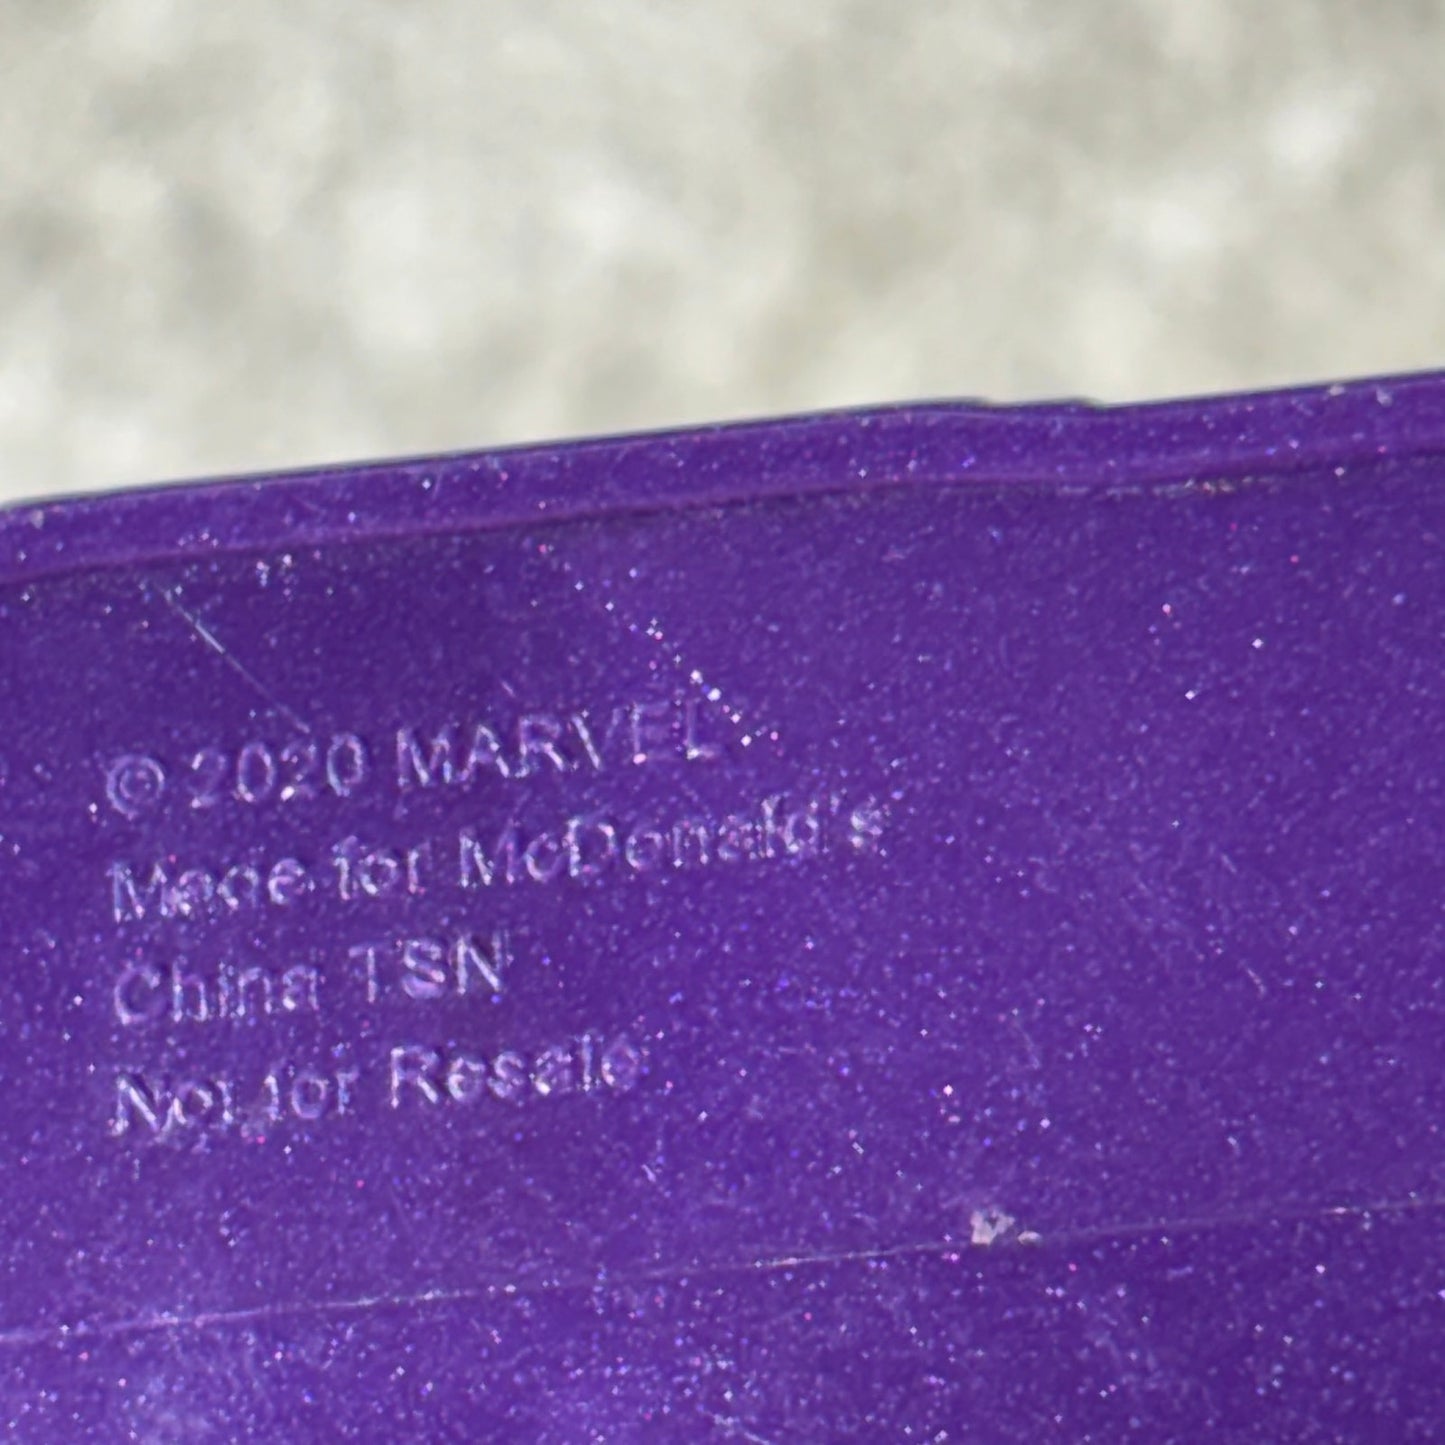 © 2020 MARVEL
Made for McDonald's
China TSN
Not for Resale